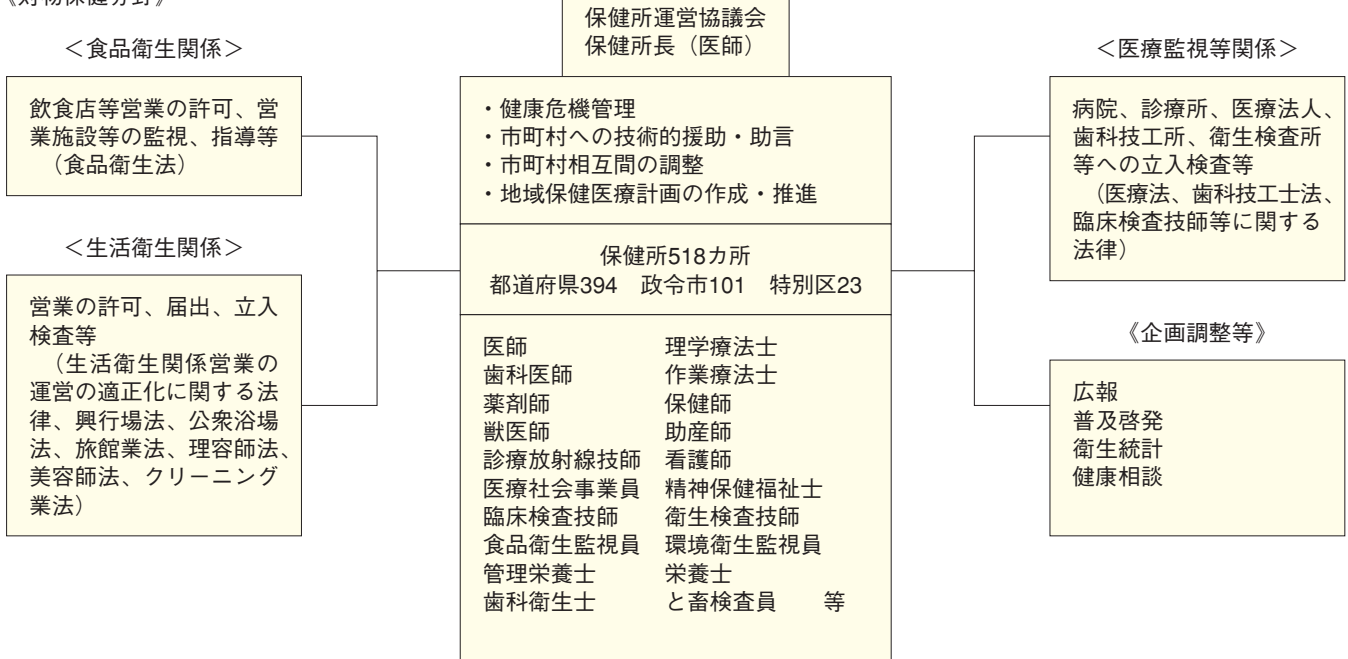 《対物保健分野》
＜食品衛生関係＞
飲食店等営業の許可、営
業施設等の監視、指導等
（食品衛生法）
＜生活衛生関係＞
営業の許可、届出、立入
検査等
（生活衛生関係営業の
運営の適正化に関する法
律、興行場法、公衆浴場
法、旅館業法、理容師法、
美容師法、クリーニング
業法）
保健所運営協議会
保健所長（医師）
・健康危機管理
・市町村への技術的援助・助言
・市町村相互間の調整
・地域保健医療計画の作成・推進
保健所518カ所
都道府県394　政令市101　特別区23
医師　理学療法士
歯科医師　作業療法士
薬剤師　保健師
獣医師　助産師
診療放射線技師　看護師
医療社会事業員　精神保健福祉士
臨床検査技師　衛生検査技師
食品衛生監視員　環境衛生監視員
管理栄養士　栄養士
歯科衛生士　と畜検査員　等
＜医療監視等関係＞
病院、診療所、医療法人、
歯科技工所、衛生検査所
等への立入検査等
（医療法、歯科技工士法、
臨床検査技師等に関する
法律）
《企画調整等》
広報
普及啓発
衛生統計
健康相談